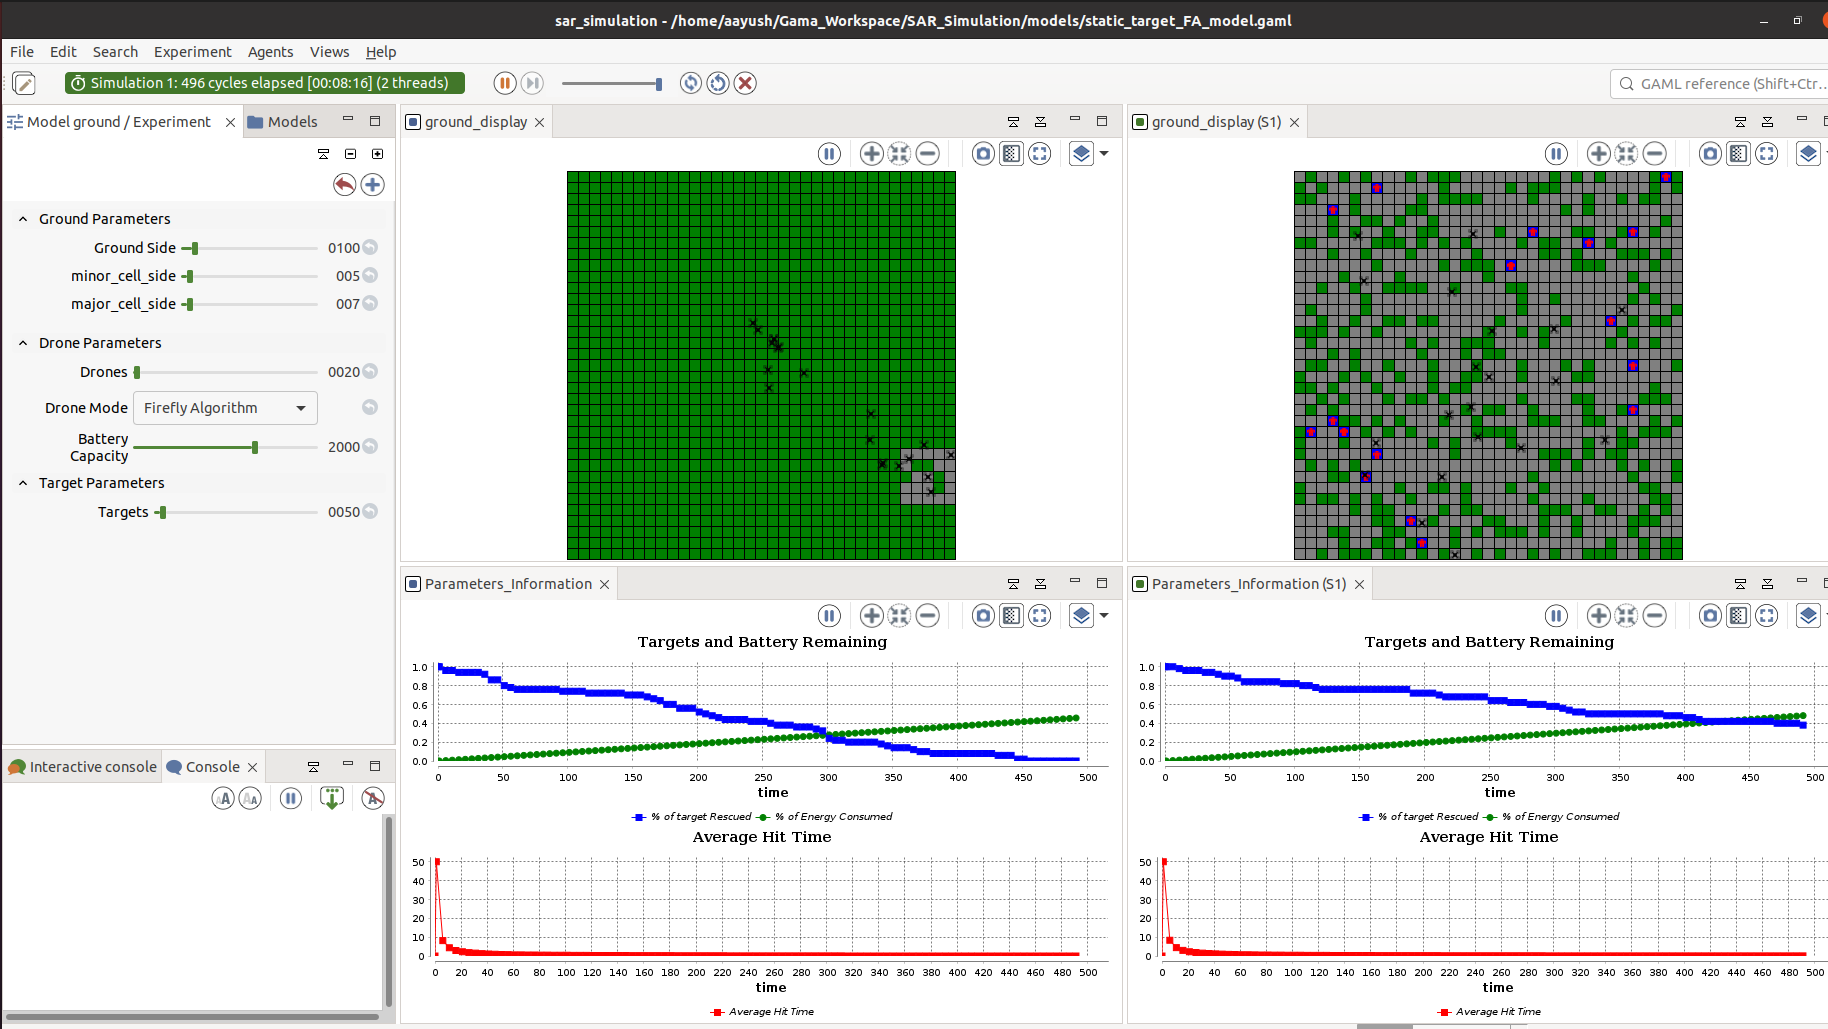 sar_simulation - /home/aayush/Gama_Workspace/SAR_Simulation/models/static_target_FA_model.gaml
File Edit Search Experiment Agents Views Help
Simulation 1: 496 cycles elapsed [00:08:16] (2 threads)
GAML reference (Shift+Ctr...
Model ground / Experiment
Models
Ground Parameters
Ground Side 0100
minor_cell_side 005
major_cell_side 007
Drone Parameters
Drones 0020
Drone Mode Firefly Algorithm
Battery
Capacity 2000
Target Parameters
Targets 0050
Interactive console
Console
AA
AA
A
ground_display
ground_display (S1)
Parameters_Information
Targets and Battery Remaining
1.0
0.8
0.6
0.4
0.2
0.0
0 50 100 150 200 250 300 350 400 450 500
time
% of target Rescued % of Energy Consumed
Average Hit Time
50
40
30
20
10
0
0 20 40 60 80 100 120 140 160 180 200 220 240 260 280 300 320 340 360 380 400 420 440 460 480 500
time
Average Hit Time
Parameters_Information (S1)
Targets and Battery Remaining
1.0
0.8
0.6
0.4
0.2
0.0
0 50 100 150 200 250 300 350 400 450 500
time
% of target Rescued % of Energy Consumed
Average Hit Time
50
40
30
20
10
0
0 20 40 60 80 100 120 140 160 180 200 220 240 260 280 300 320 340 360 380 400 420 440 460 480 500
time
Average Hit Time